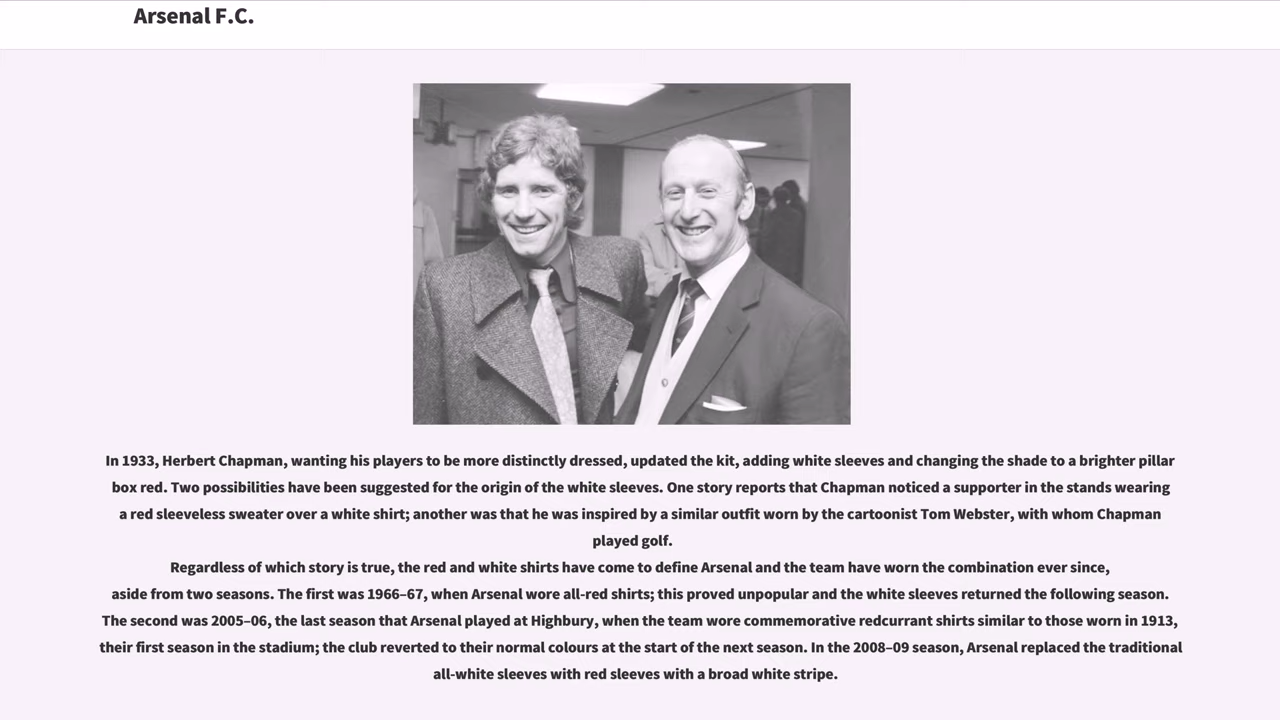 Arsenal F.C.
In 1933, Herbert Chapman, wanting his players to be more distinctly dressed, updated the kit, adding white sleeves and changing the shade to a brighter pillar
box red. Two possibilities have been suggested for the origin of the white sleeves. One story reports that Chapman noticed a supporter in the stands wearing
a red sleeveless sweater over a white shirt; another was that he was inspired by a similar outfit worn by the cartoonist Tom Webster, with whom Chapman
played golf.
Regardless of which story is true, the red and white shirts have come to define Arsenal and the team have worn the combination ever since,
aside from two seasons. The first was 1966–67, when Arsenal wore all-red shirts; this proved unpopular and the white sleeves returned the following season.
The second was 2005–06, the last season that Arsenal played at Highbury, when the team wore commemorative redcurrant shirts similar to those worn in 1913,
their first season in the stadium; the club reverted to their normal colours at the start of the next season. In the 2008–09 season, Arsenal replaced the traditional
all-white sleeves with red sleeves with a broad white stripe.